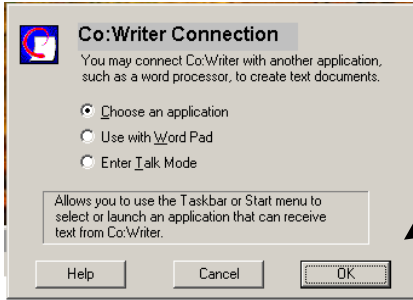 Co:Writer Connection
You may connect Co:Writer with another application,
such as a word processor, to create text documents.
Choose an application
Use with Word Pad
Enter Talk Mode
Allows you to use the Taskbar or Start menu to
select or launch an application that can receive
text from Co:Writer.
Help Cancel OK